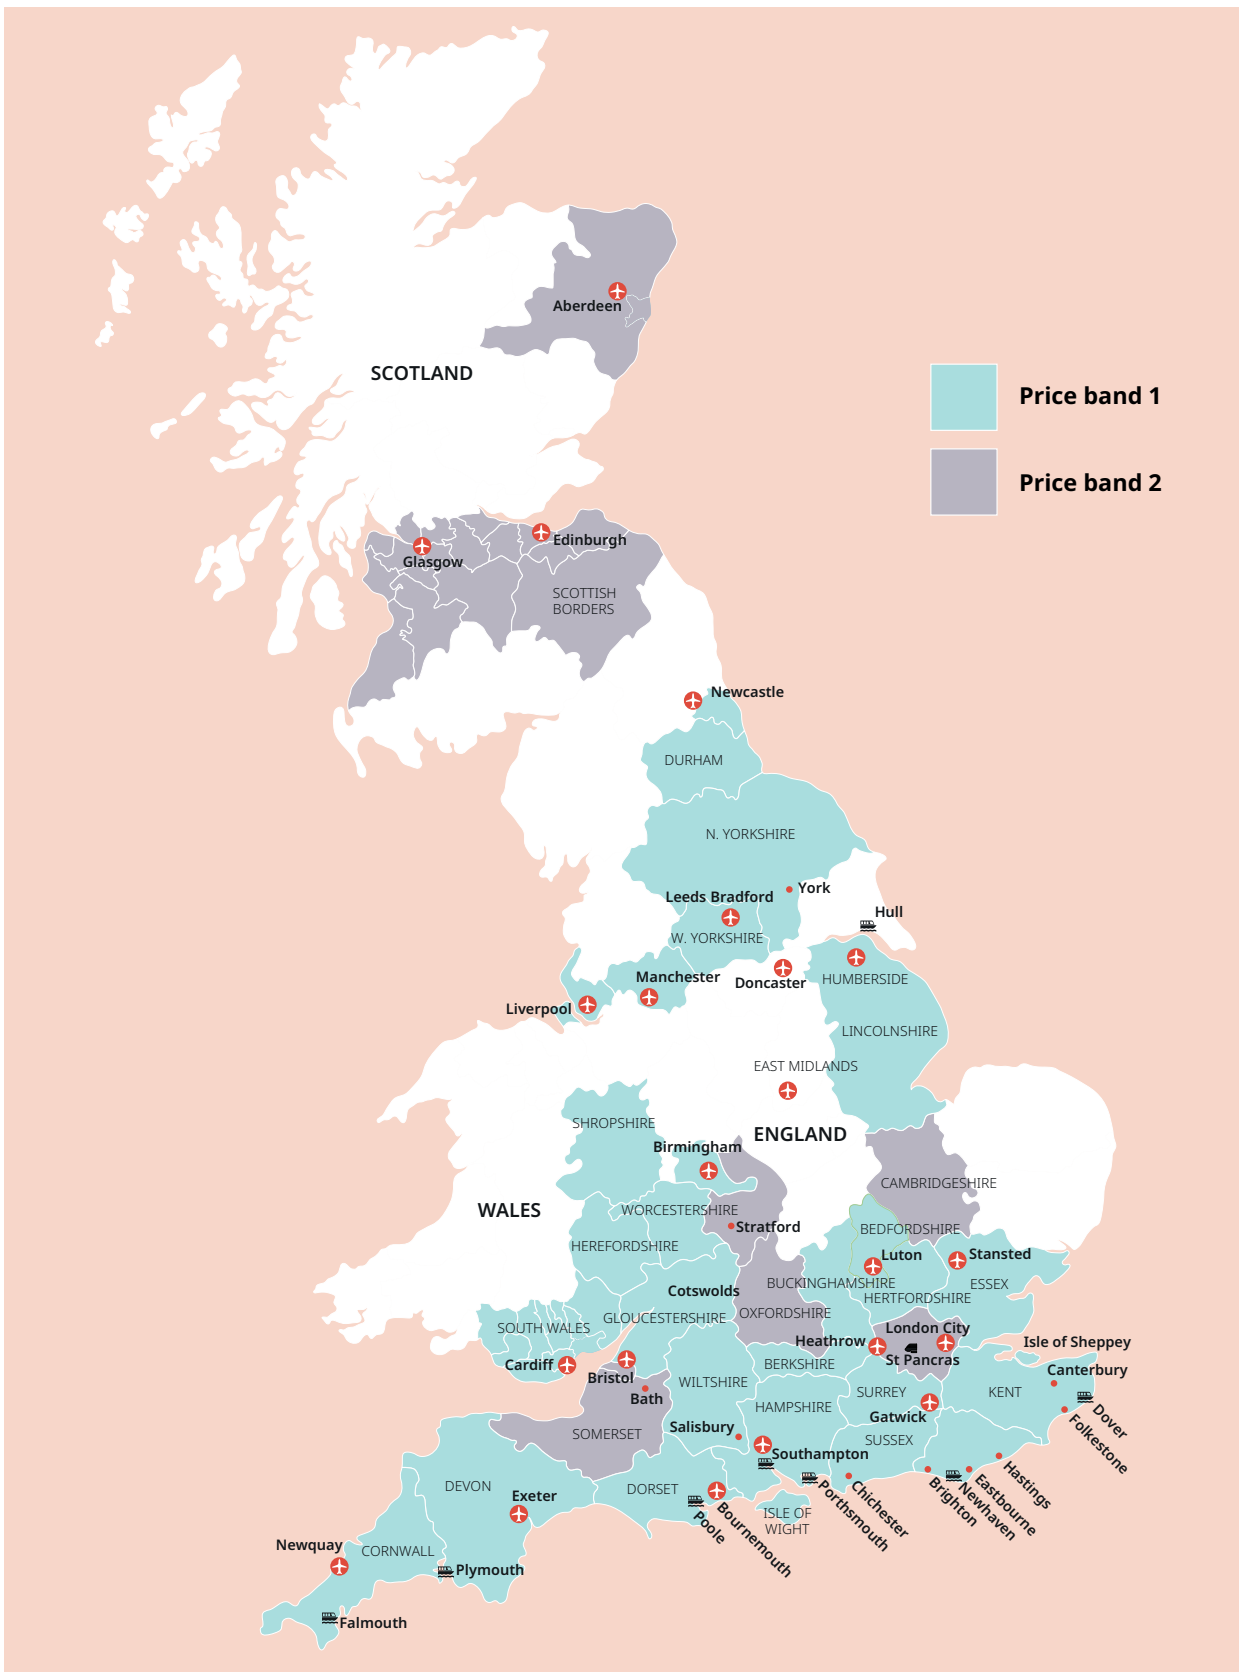 Aberdeen
SCOTLAND
Price band 1
Price band 2
Edinburgh
Glasgow
SCOTTISH
BORDERS
Newcastle
DURHAM
N. YORKSHIRE
York
Leeds Bradford
Hull
W. YORKSHIRE
Manchester
Doncaster
HUMBERSIDE
Liverpool
LINCOLNSHIRE
EAST MIDLANDS
SHROPSHIRE
ENGLAND
Birmingham
CAMBRIDGESHIRE
WALES
WORCESTERSHIRE
Stratford
BEDFORDSHIRE
HEREFORDSHIRE
Luton
Stansted
BUCKINGHAMSHIRE
ESSEX
Cotswolds
HERTFORDSHIRE
OXFORDSHIRE
GLOUCESTERSHIRE
SOUTH WALES
London City
Heathrow
Isle of Sheppey
St Pancras
Cardiff
BERKSHIRE
Canterbury
Bristol
WILTSHIRE
SURREY
KENT
Bath
HAMPSHIRE
Gatwick
Dover
Folkestone
Salisbury
SOMERSET
SUSSEX
Southampton
Hastings
Eastbourne
Newhaven
Brighton
Chichester
Porthsmouth
DEVON
DORSET
Exeter
ISLE OF
WIGHT
Poole
Bournemouth
Newquay
CORNWALL
Plymouth
Falmouth